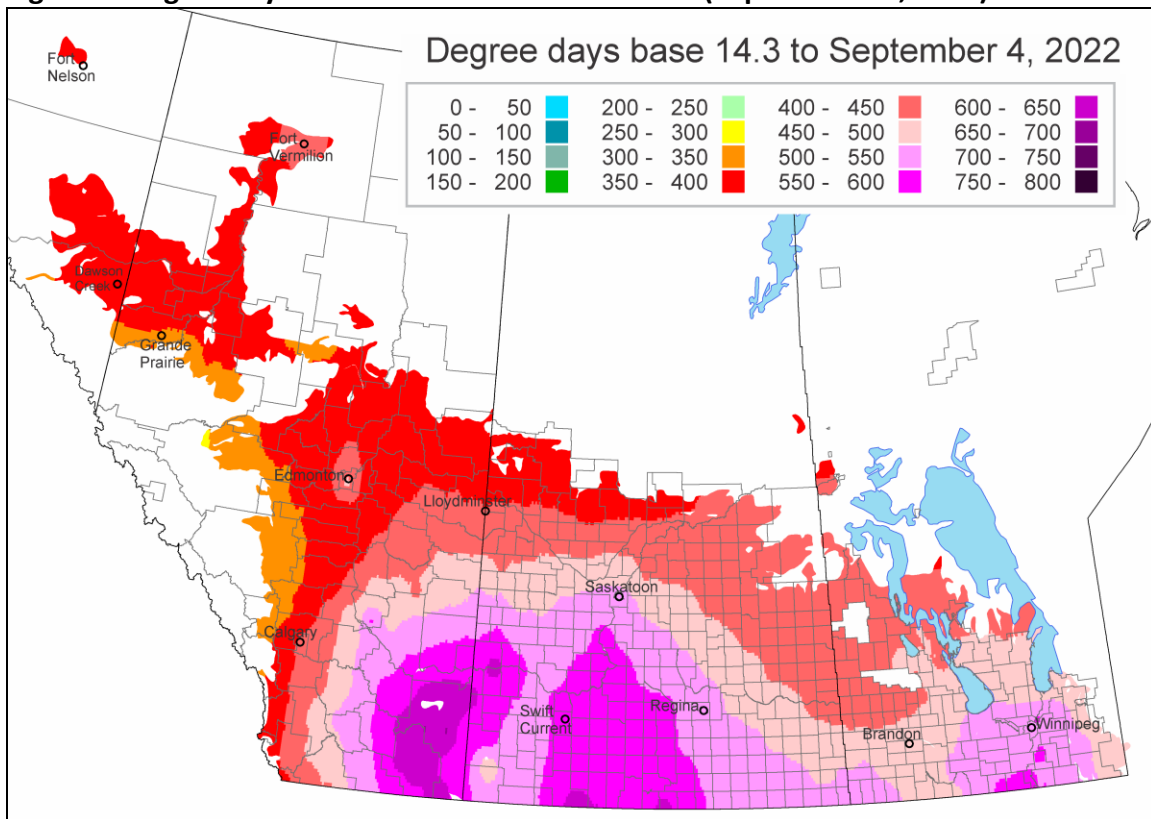 Degree days base 14.3 to September 4, 2022
0 - 50 200 - 250 400 - 450 600 - 650
50 - 100 250 - 300 450 - 500 650 - 700
100 - 150 300 - 350 500 - 550 700 - 750
150 - 200 350 - 400 550 - 600 750 - 800
Fort
Nelson
Fort
Vermilion
Dawson
Creek
Grande
Prairie
Edmonton
Lloydminster
Saskatoon
Calgary
Swift
Current
Regina
Brandon
Winnipeg